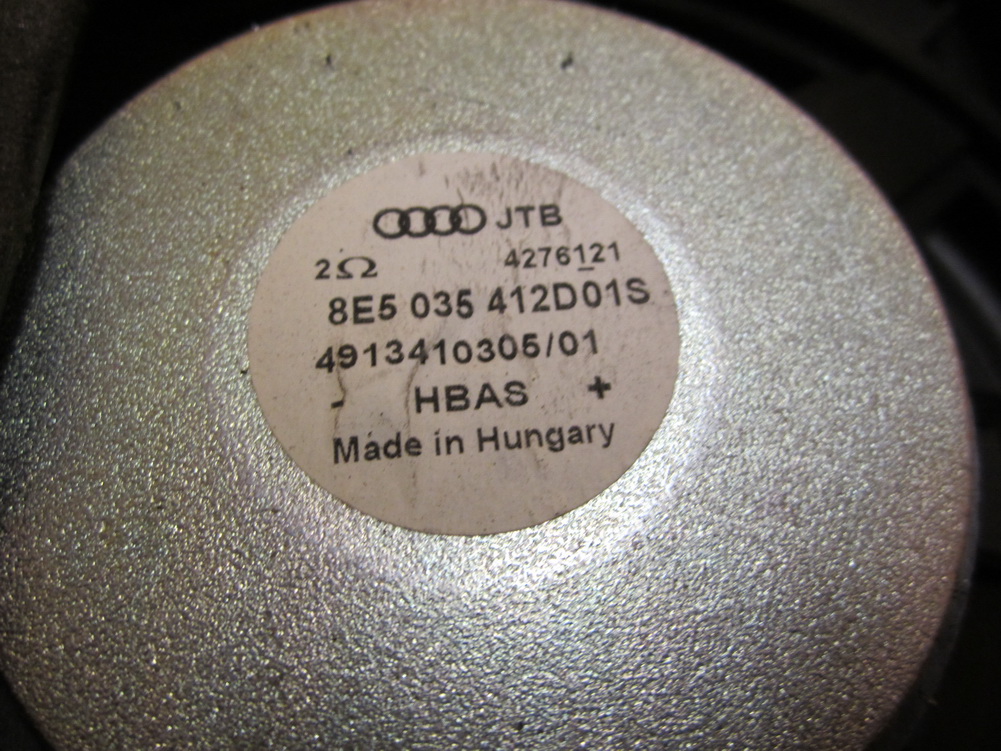 JTB
2Ω 4276121
8E5 035 412D01S
4913410305/01
- HBAS +
Made in Hungary